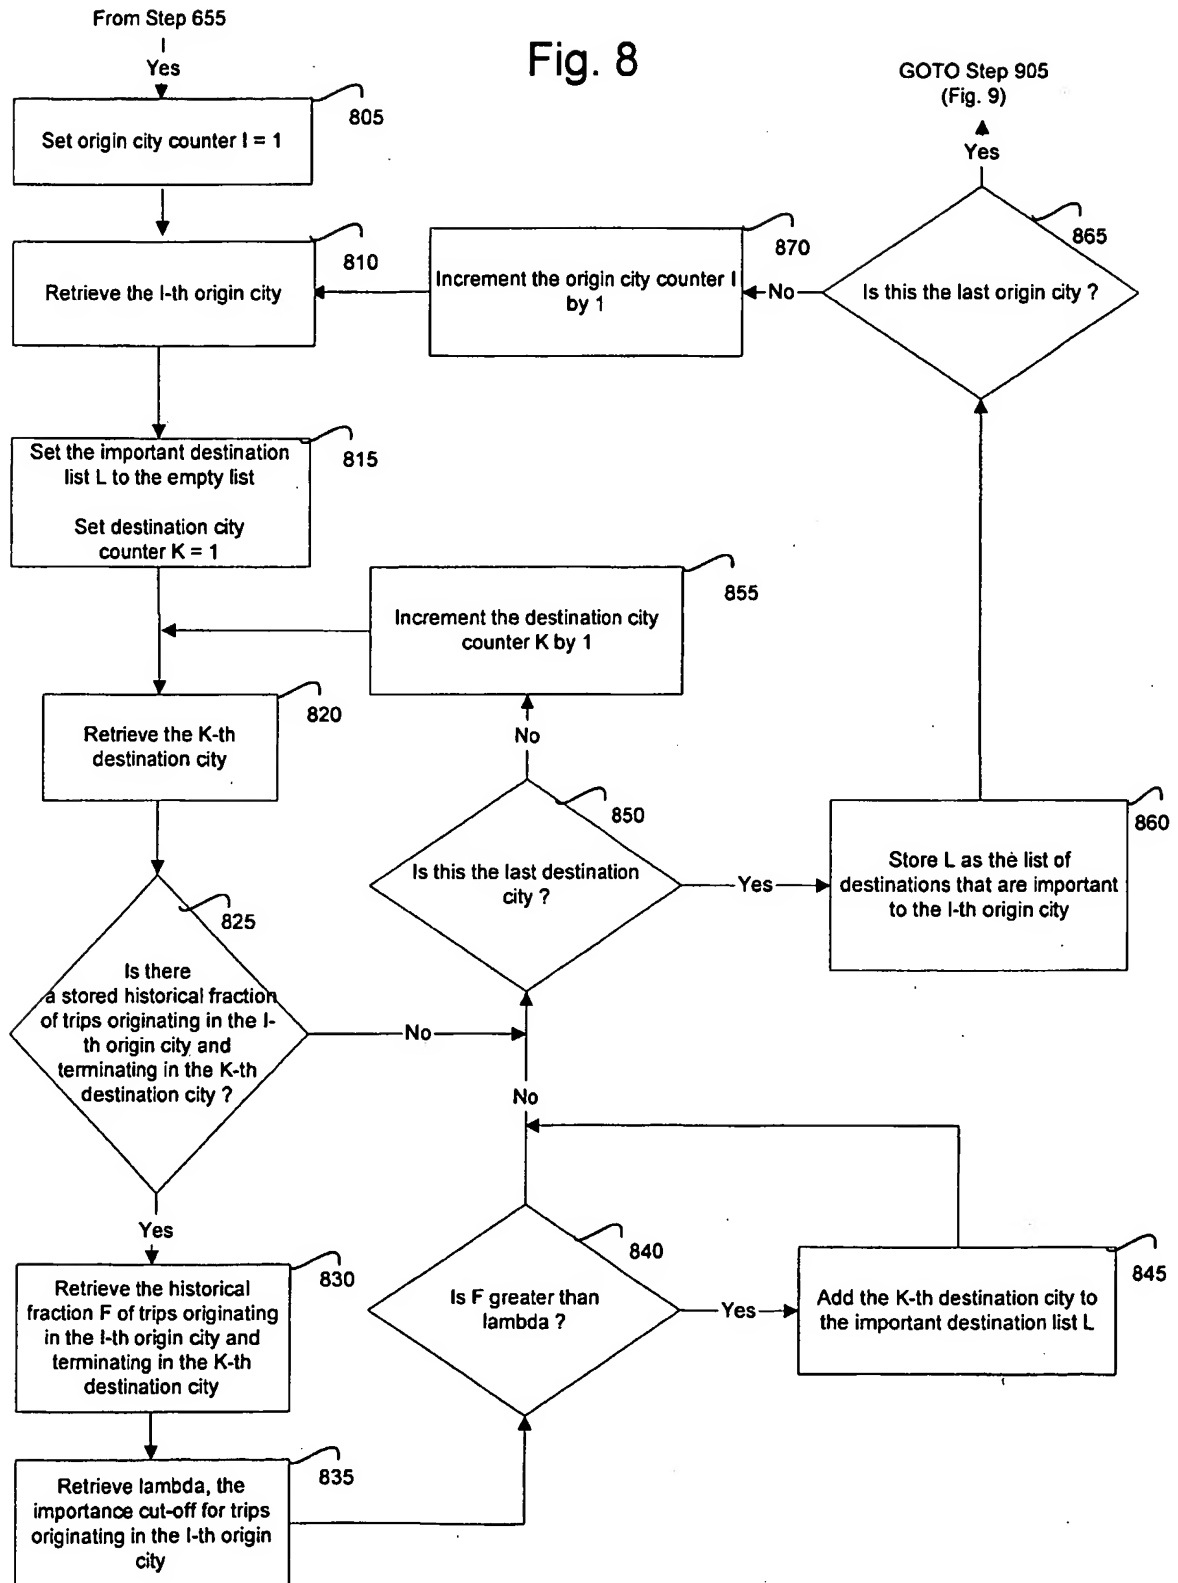 From Step 655
Yes
Fig. 8
GOTO Step 905
(Fig. 9)
Yes
805
Set origin city counter I = 1
810
Retrieve the I-th origin city
870
Increment the origin city counter I
by 1
No
865
Is this the last origin city ?
815
Set the important destination
list L to the empty list
Set destination city
counter K = 1
855
Increment the destination city
counter K by 1
820
Retrieve the K-th
destination city
No
850
Is this the last destination
city ?
Yes
860
Store L as the list of
destinations that are important
to the I-th origin city
825
Is there
a stored historical fraction
of trips originating in the I-
th origin city and
terminating in the K-th
destination city ?
No
No
Yes
830
Retrieve the historical
fraction F of trips originating
in the I-th origin city and
terminating in the K-th
destination city
840
Is F greater than
lambda ?
Yes
845
Add the K-th destination city to
the important destination list L
835
Retrieve lambda, the
importance cut-off for trips
originating in the I-th origin
city